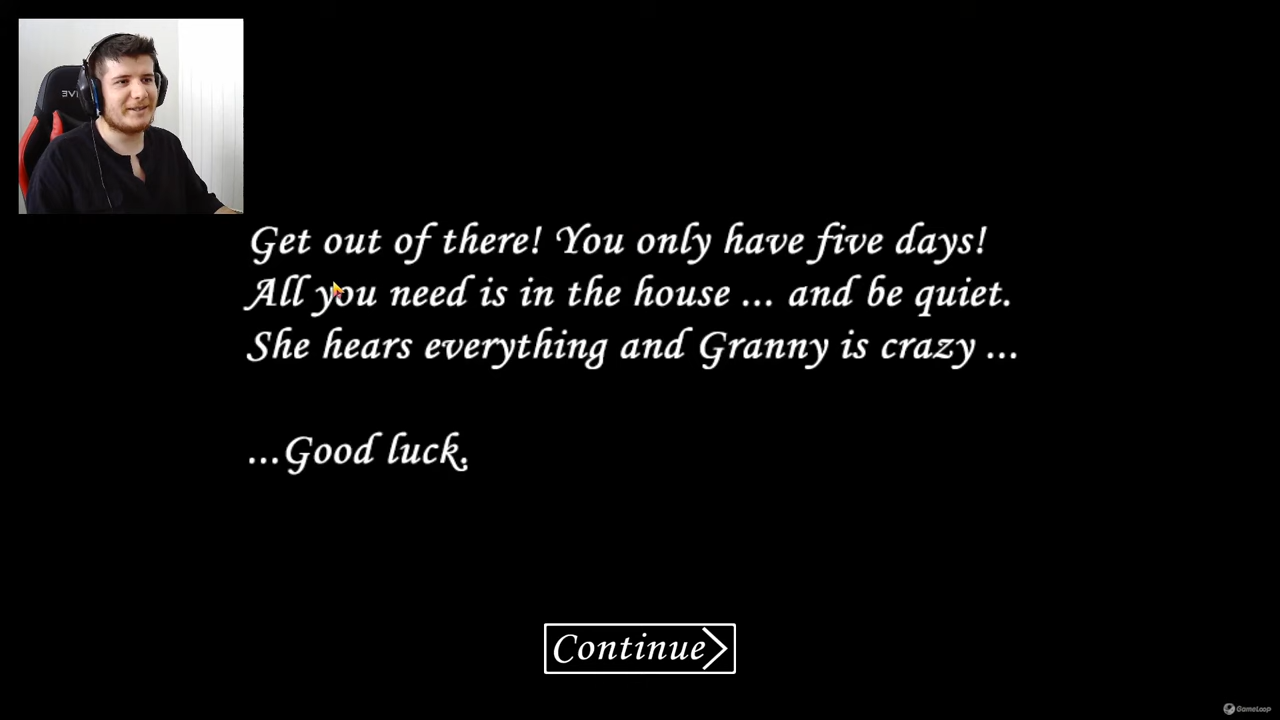 Get out of there! You only have five days!
All you need is in the house ... and be quiet.
She hears everything and Granny is crazy ...
...Good luck.
Continue
GameLoop